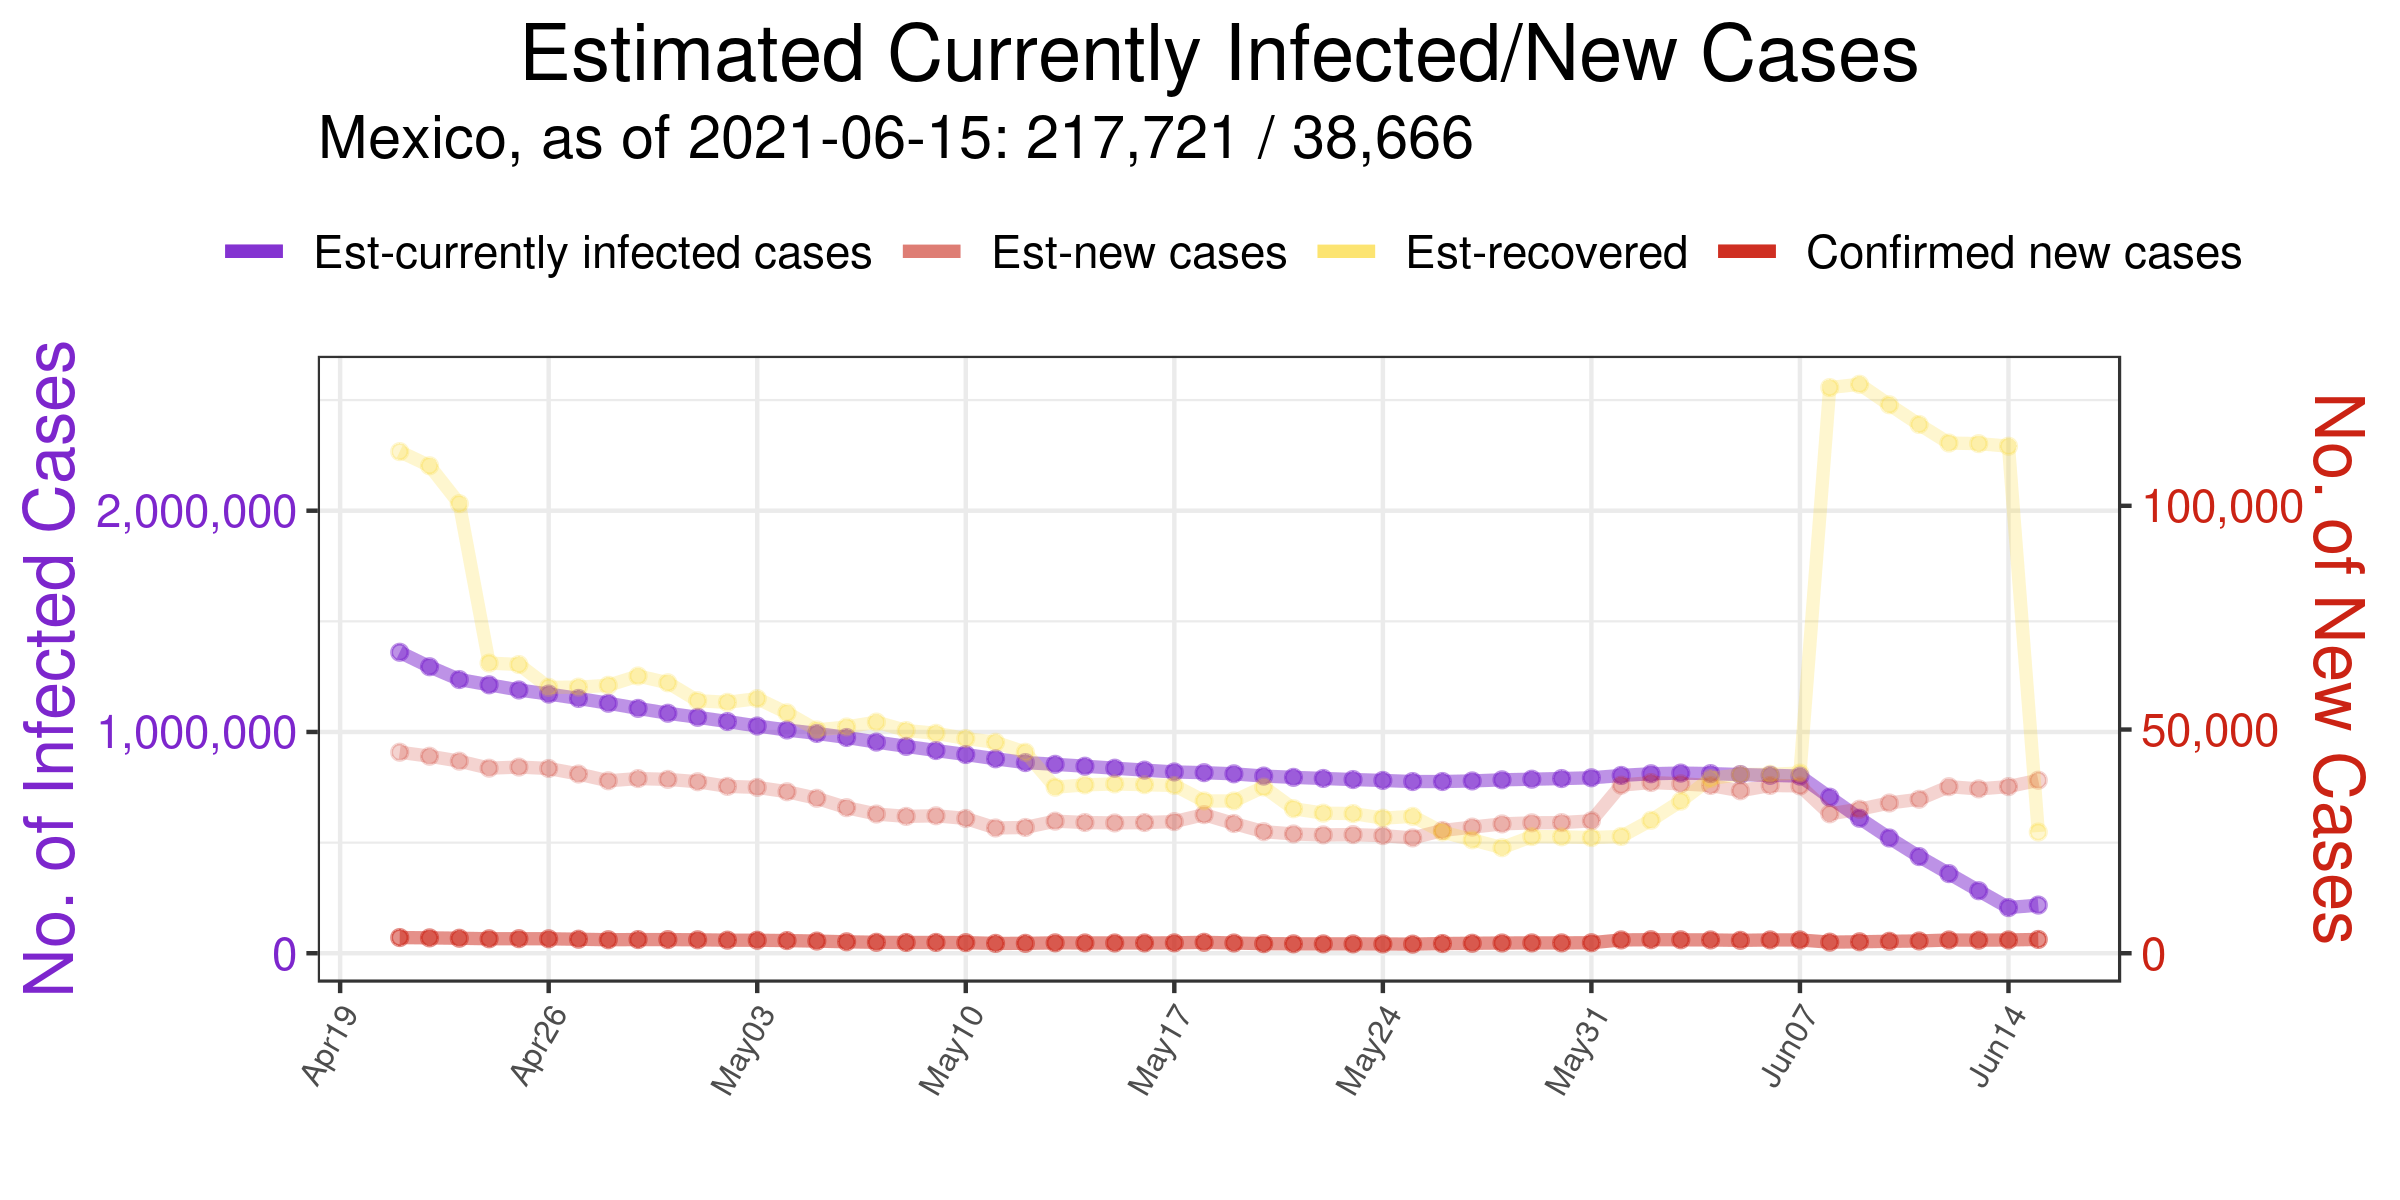 Estimated Currently Infected/New Cases
Mexico, as of 2021-06-15: 217,721 / 38,666
Est-currently infected cases Est-new cases Est-recovered Confirmed new cases
No. of Infected Cases
2,000,000
1,000,000
0
100,000
50,000
0
No. of New Cases
Apr19 Apr26 May03 May10 May17 May24 May31 Jun07 Jun14